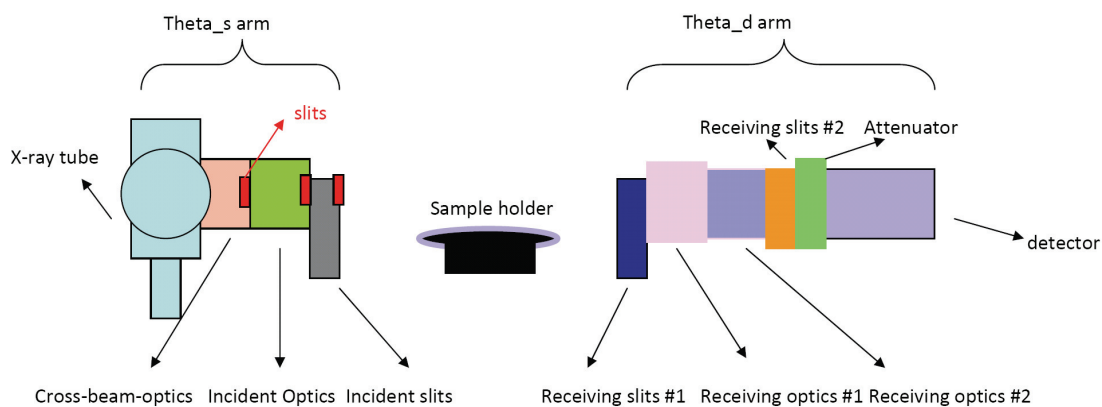 Theta_s arm
Theta_d arm
slits
Receiving slits #2
Attenuator
X-ray tube
Sample holder
detector
Cross-beam-optics
Incident Optics
Incident slits
Receiving slits #1
Receiving optics #1
Receiving optics #2